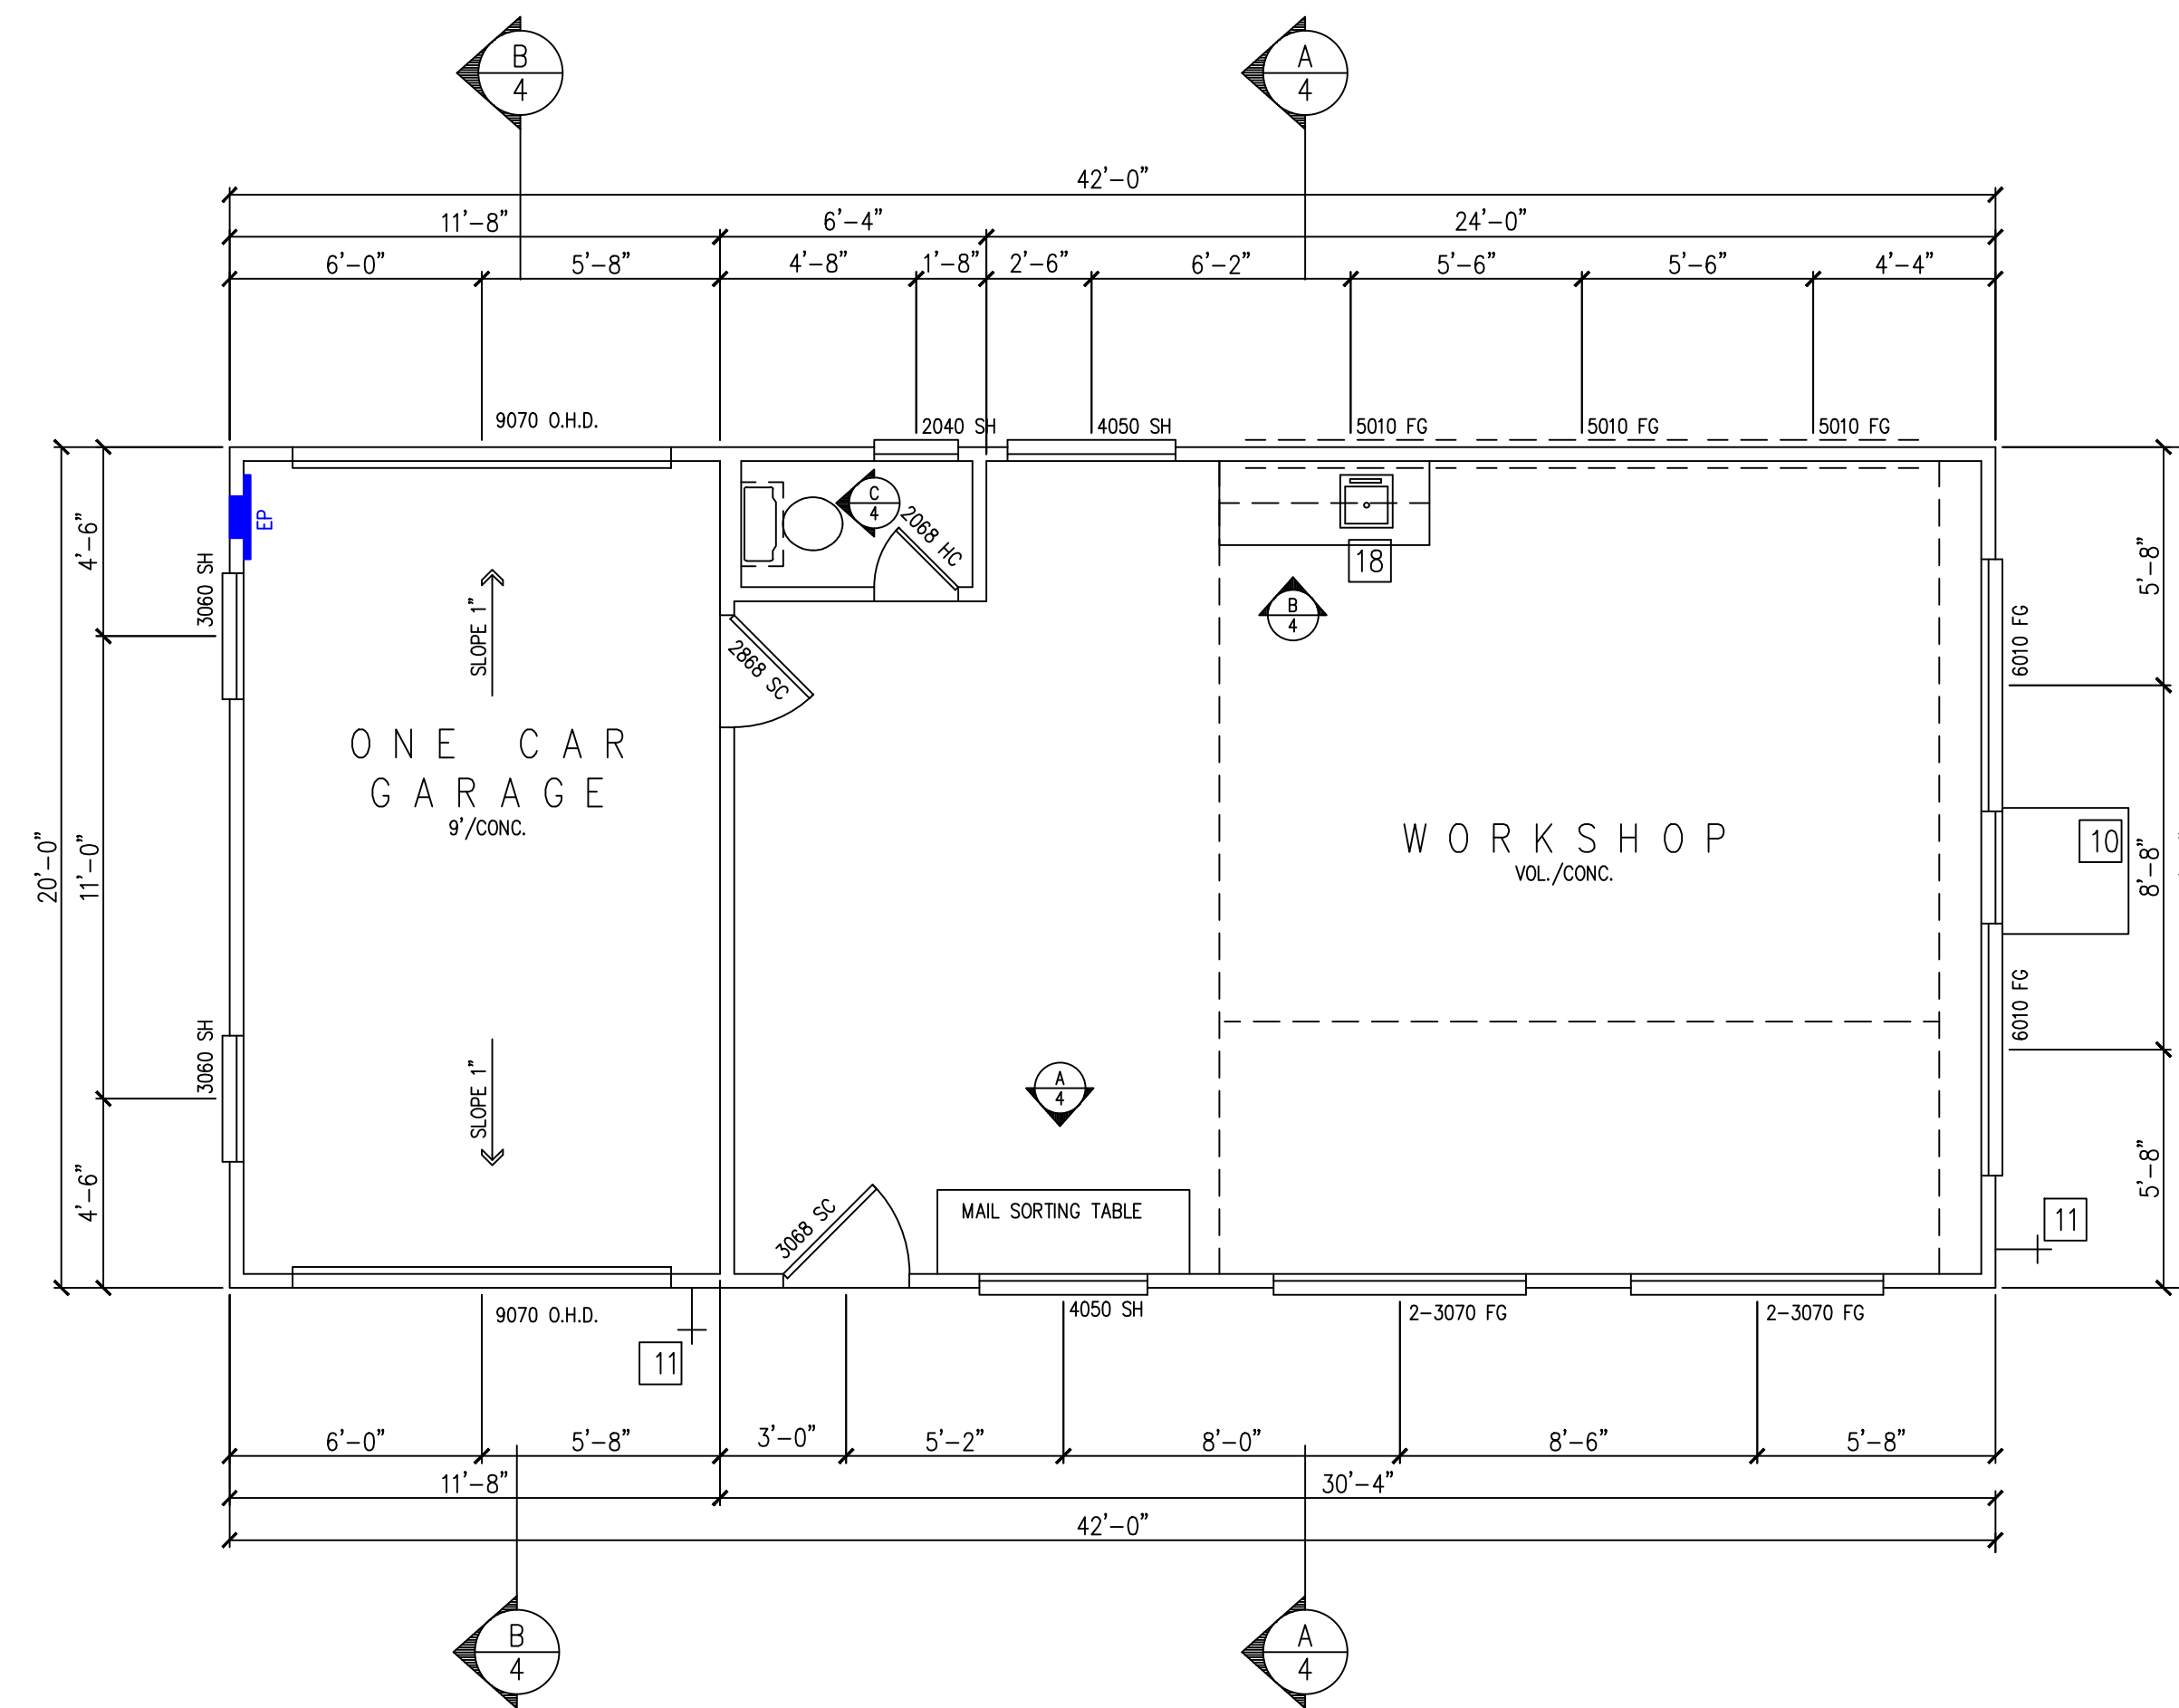 B
4
A
4
42'-0"
11'-8"
6'-4"
24'-0"
6'-0"
5'-8"
4'-8"
1'-8"
2'-6"
6'-2"
5'-6"
5'-6"
4'-4"
9070 O.H.D.
2040 SH
4050 SH
5010 FG
5010 FG
5010 FG
EP
C
4
2068 HC
18
4'-6"
3060 SH
SLOPE 1"
B
4
6010 FG
5'-8"
2868 SC
ONE CAR
GARAGE
9'/CONC.
WORKSHOP
VOL./CONC.
10
20'-0"
11'-0"
8'-8"
3060 SH
SLOPE 1"
A
4
6010 FG
4'-6"
3068 SC
MAIL SORTING TABLE
11
5'-8"
9070 O.H.D.
11
4050 SH
2-3070 FG
2-3070 FG
6'-0"
5'-8"
3'-0"
5'-2"
8'-0"
8'-6"
5'-8"
11'-8"
30'-4"
42'-0"
B
4
A
4